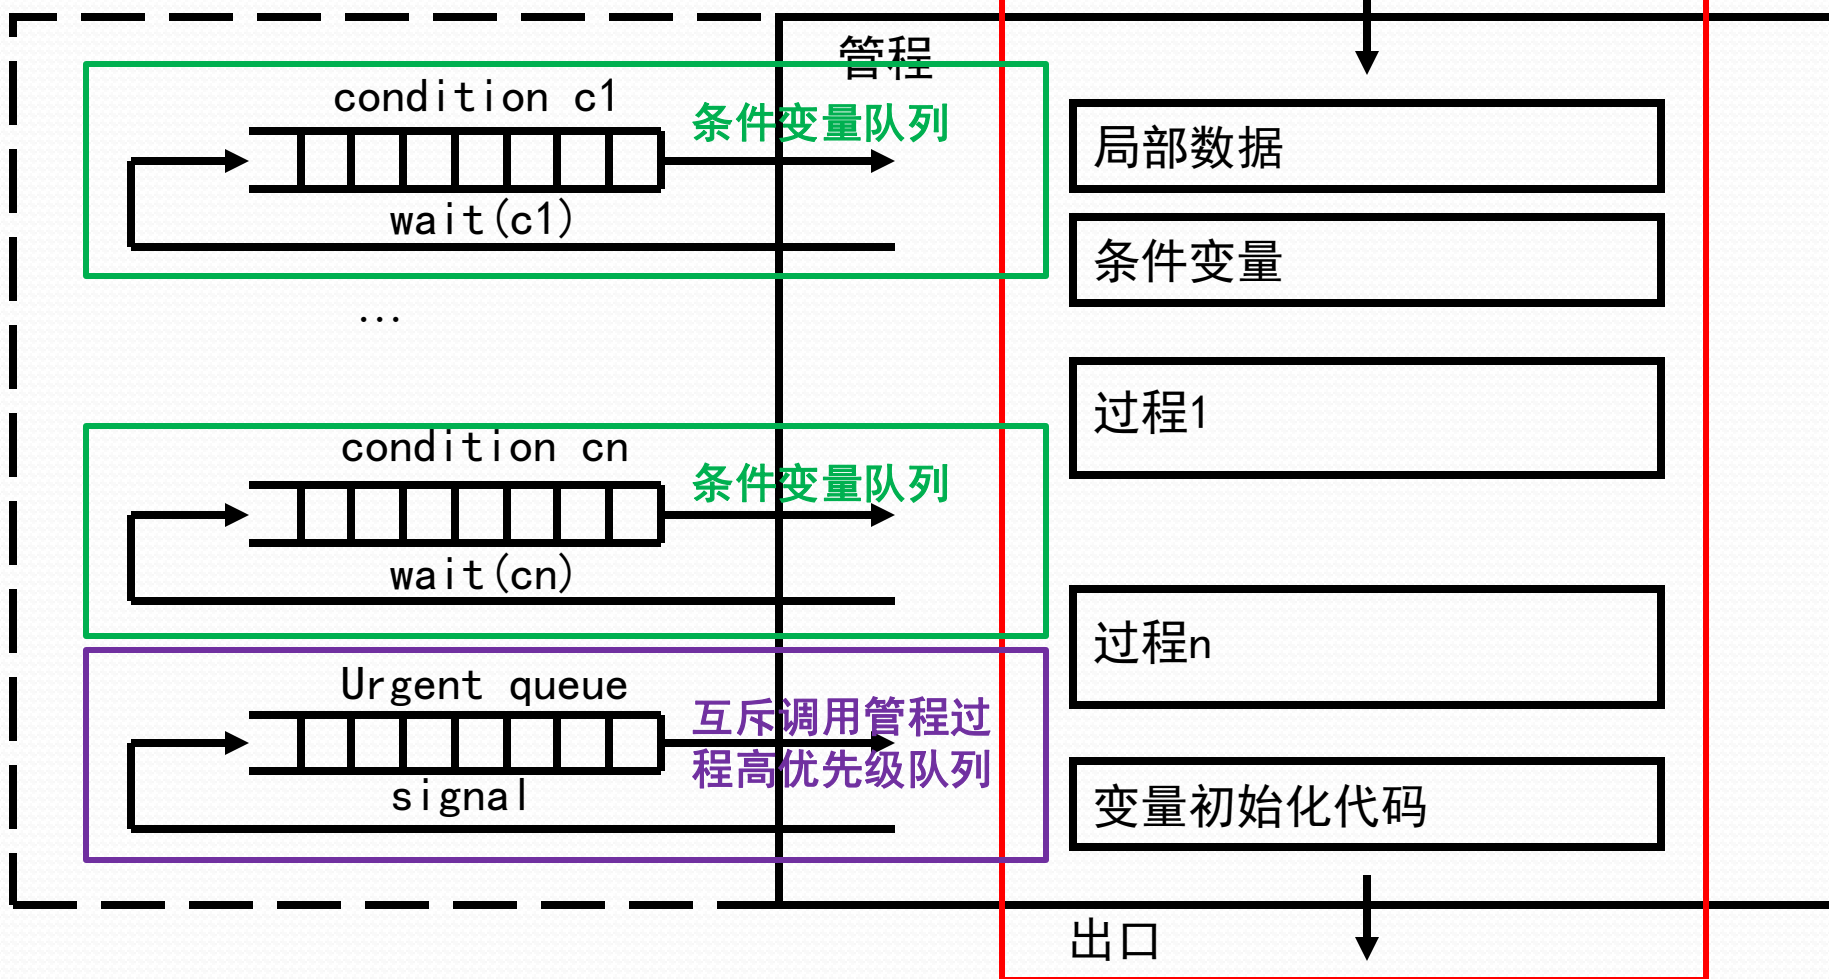 管程
condition c1
条件变量队列
wait(c1)
...
condition cn
条件变量队列
wait(cn)
Urgent queue
互斥调用管程过
程高优先级队列
signal
局部数据
条件变量
过程1
过程n
变量初始化代码
出口